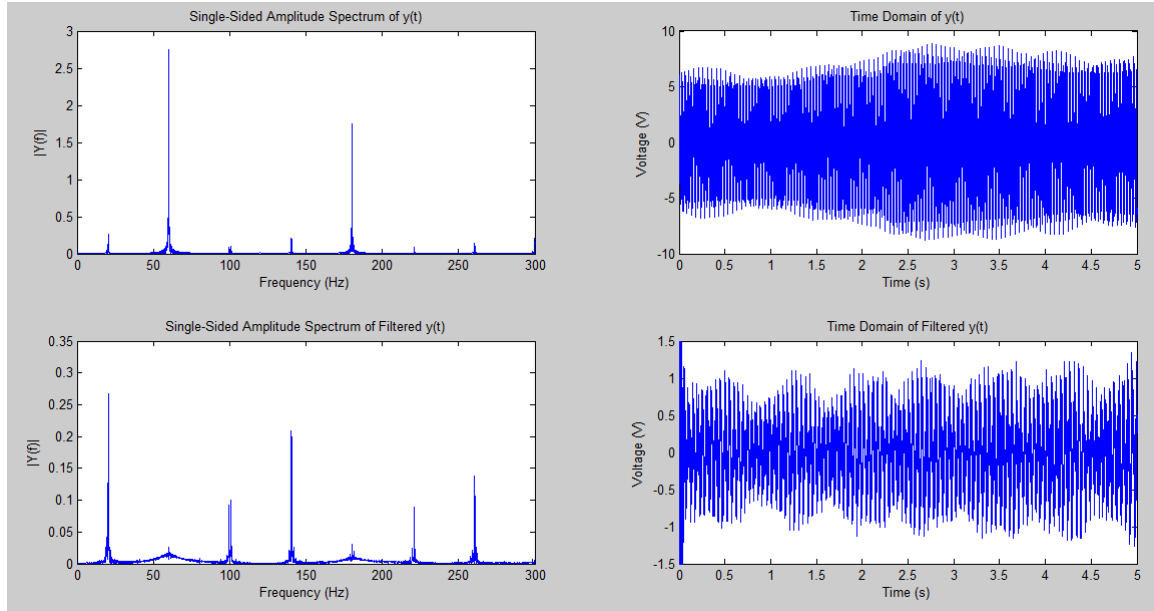 Single-Sided Amplitude Spectrum of y(t)
3
2.5
2
1.5
1
0.5
0
|Y(f)|
0 50 100 150 200 250 300
Frequency (Hz)
Time Domain of y(t)
10
5
0
-5
-10
Voltage (V)
0 0.5 1 1.5 2 2.5 3 3.5 4 4.5 5
Time (s)
Single-Sided Amplitude Spectrum of Filtered y(t)
0.35
0.3
0.25
0.2
0.15
0.1
0.05
0
|Y(f)|
0 50 100 150 200 250 300
Frequency (Hz)
Time Domain of Filtered y(t)
1.5
1
0.5
0
-0.5
-1
-1.5
Voltage (V)
0 0.5 1 1.5 2 2.5 3 3.5 4 4.5 5
Time (s)